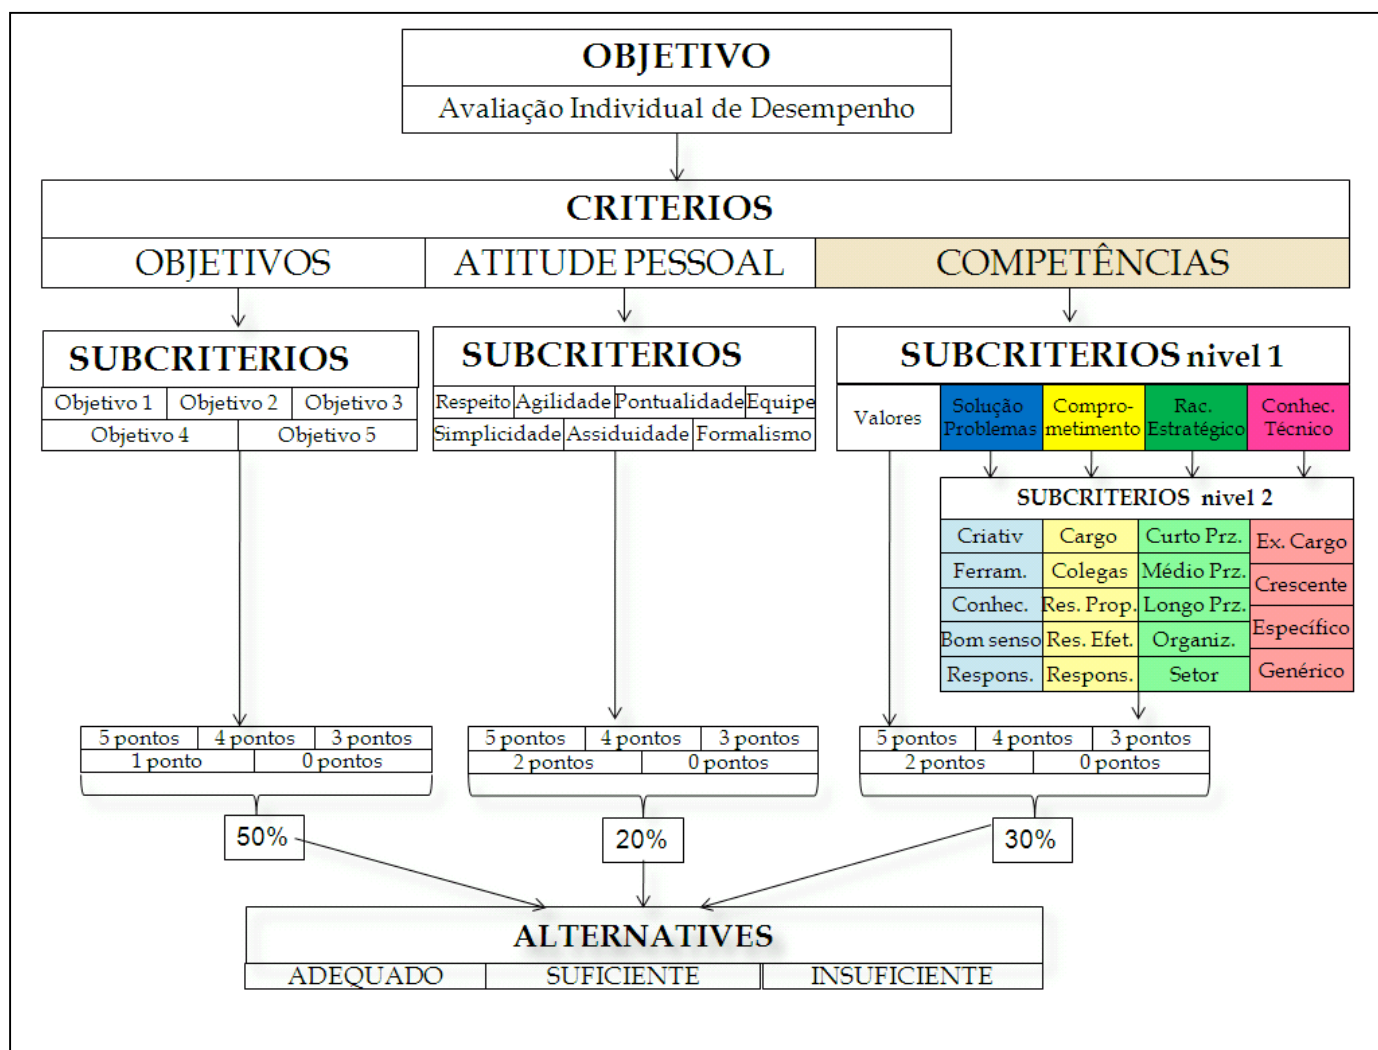 OBJETIVO
Avaliação Individual de Desempenho
CRITERIOS
OBJETIVOS
ATITUDE PESSOAL
COMPETÊNCIAS
SUBCRITERIOS
Objetivo 1
Objetivo 2
Objetivo 3
Objetivo 4
Objetivo 5
SUBCRITERIOS
Respeito
Agilidade
Pontualidade
Equipe
Simplicidade
Assiduidade
Formalismo
SUBCRITERIOS nivel 1
Valores
Solução
Problemas
Compro-
metimento
Rac.
Estratégico
Conhec.
Técnico
SUBCRITERIOS nivel 2
Criativ
Ferram.
Conhec.
Bom senso
Respons.
Cargo
Colegas
Res. Prop.
Res. Efet.
Respons.
Curto Prz.
Médio Prz.
Longo Prz.
Organiz.
Setor
Ex. Cargo
Crescente
Específico
Genérico
5 pontos
4 pontos
3 pontos
1 ponto
0 pontos
5 pontos
4 pontos
3 pontos
2 pontos
0 pontos
5 pontos
4 pontos
3 pontos
2 pontos
0 pontos
50%
20%
30%
ALTERNATIVES
ADEQUADO
SUFICIENTE
INSUFICIENTE